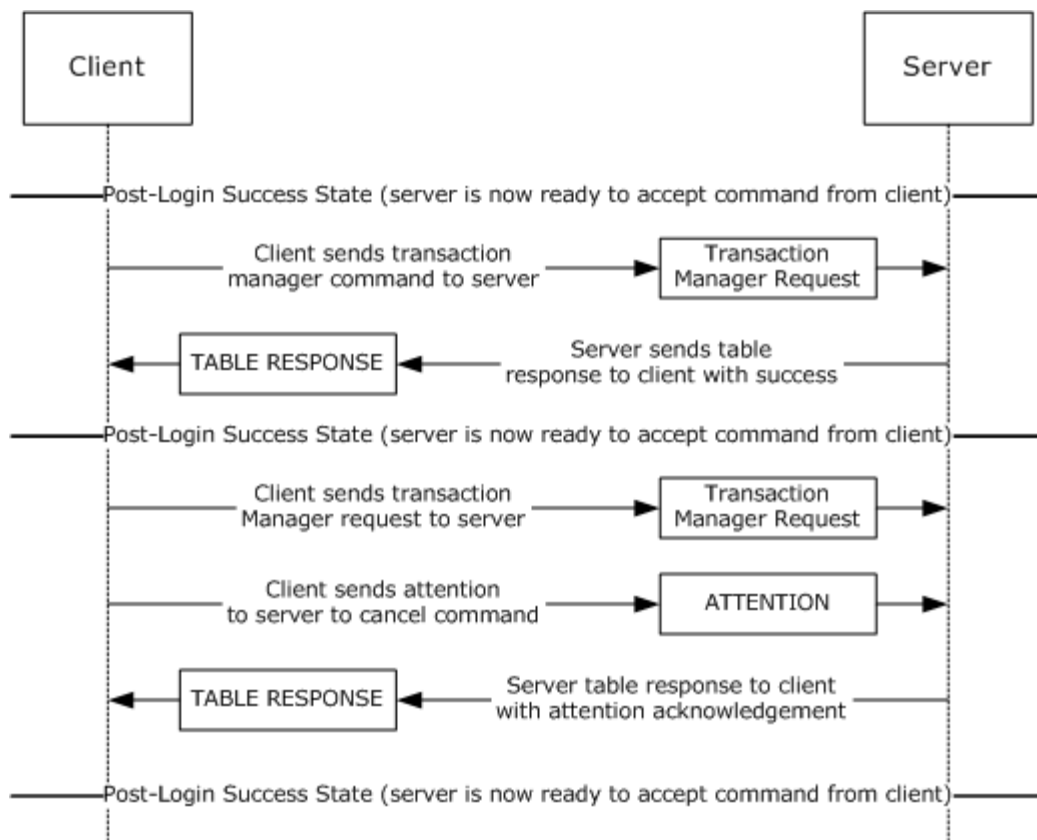 Client
Server
Post-Login Success State (server is now ready to accept command from client)
Client sends transaction
manager command to server
Transaction
Manager Request
TABLE RESPONSE
Server sends table
response to client with success
Post-Login Success State (server is now ready to accept command from client)
Client sends transaction
Manager request to server
Transaction
Manager Request
Client sends attention
to server to cancel command
ATTENTION
TABLE RESPONSE
Server table response to client
with attention acknowledgement
Post-Login Success State (server is now ready to accept command from client)